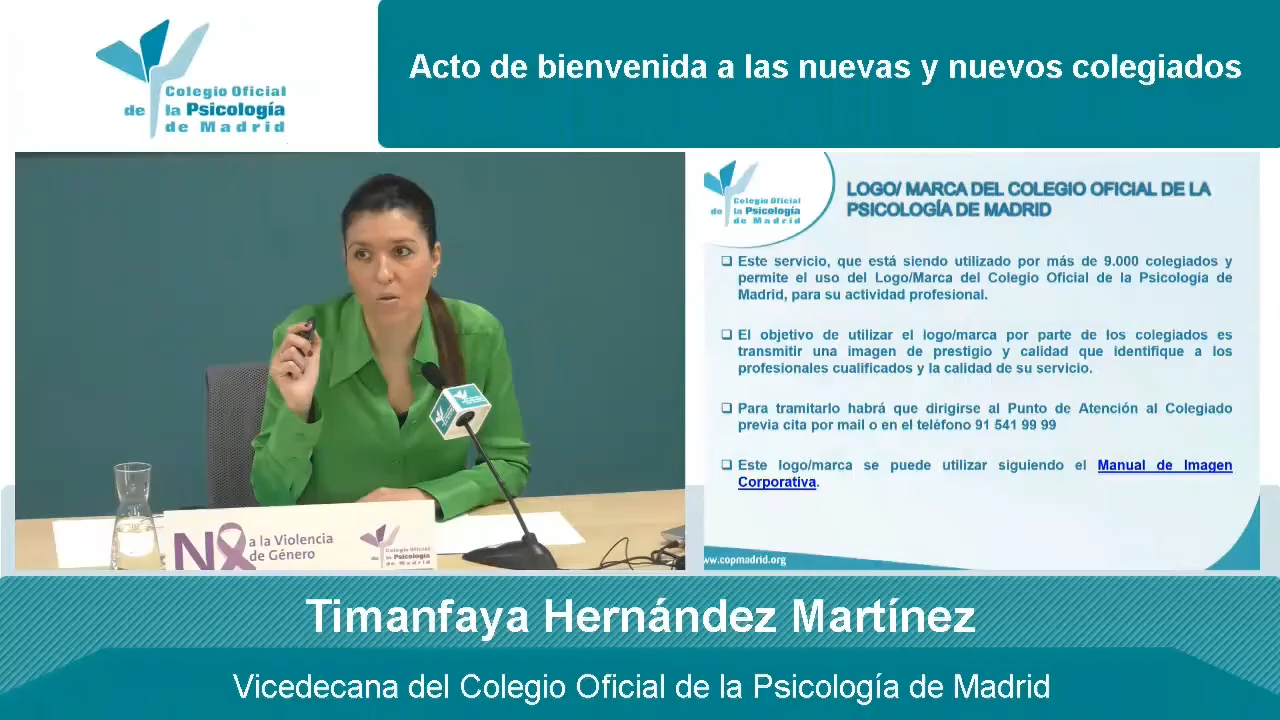 Colegio Oficial
de la Psicología
de Madrid
Acto de bienvenida a las nuevas y nuevos colegiados
Colegio Oficial
de la Psicología
de Madrid
LOGO/ MARCA DEL COLEGIO OFICIAL DE LA
PSICOLOGÍA DE MADRID
❑ Este servicio, que está siendo utilizado por más de 9.000 colegiados y
permite el uso del Logo/Marca del Colegio Oficial de la Psicología de
Madrid, para su actividad profesional.
❑ El objetivo de utilizar el logo/marca por parte de los colegiados es
transmitir una imagen de prestigio y calidad que identifique a los
profesionales cualificados y la calidad de su servicio.
❑ Para tramitarlo habrá que dirigirse al Punto de Atención al Colegiado
previa cita por mail o en el teléfono 91 541 99 99
❑ Este logo/marca se puede utilizar siguiendo el Manual de Imagen
Corporativa.
ww.copmadrid.org
NO a la Violencia
de Género
Colegio Oficial
de la Psicología
de Madrid
Timanfaya Hernández Martínez
Vicedecana del Colegio Oficial de la Psicología de Madrid